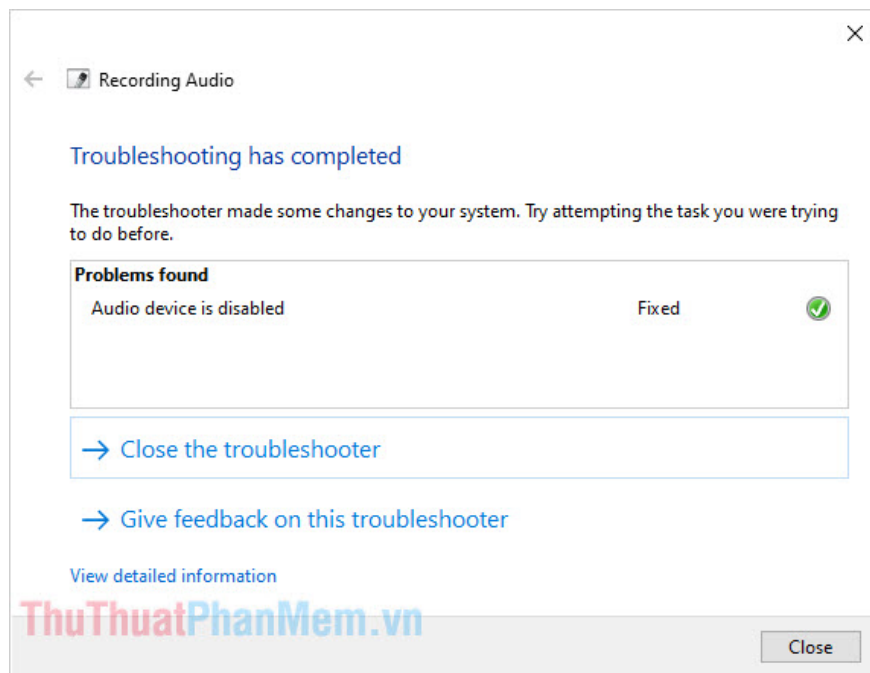 Recording Audio
Troubleshooting has completed
The troubleshooter made some changes to your system. Try attempting the task you were trying
to do before.
Problems found
Audio device is disabled Fixed
Close the troubleshooter
Give feedback on this troubleshooter
View detailed information
ThuThuatPhanMem.vn
Close